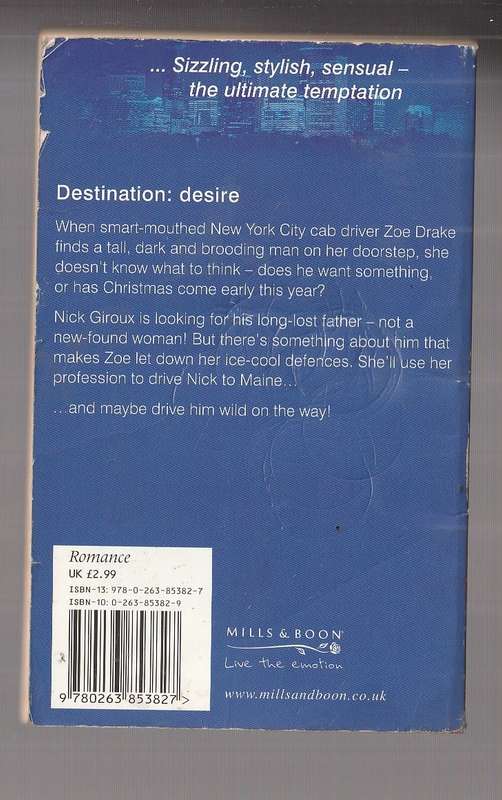 ... Sizzling, stylish, sensual –
the ultimate temptation
Destination: desire
When smart-mouthed New York City cab driver Zoe Drake
finds a tall, dark and brooding man on her doorstep, she
doesn't know what to think – does he want something,
or has Christmas come early this year?
Nick Giroux is looking for his long-lost father – not a
new-found woman! But there's something about him that
makes Zoe let down her ice-cool defences. She'll use her
profession to drive Nick to Maine...
...and maybe drive him wild on the way!
Romance
UK £2.99
ISBN-13: 978-0-263-85382-7
ISBN-10: 0-263-85382-9
9 780263 853827 >
MILLS & BOON®
Live the emotion
www.millsandboon.co.uk